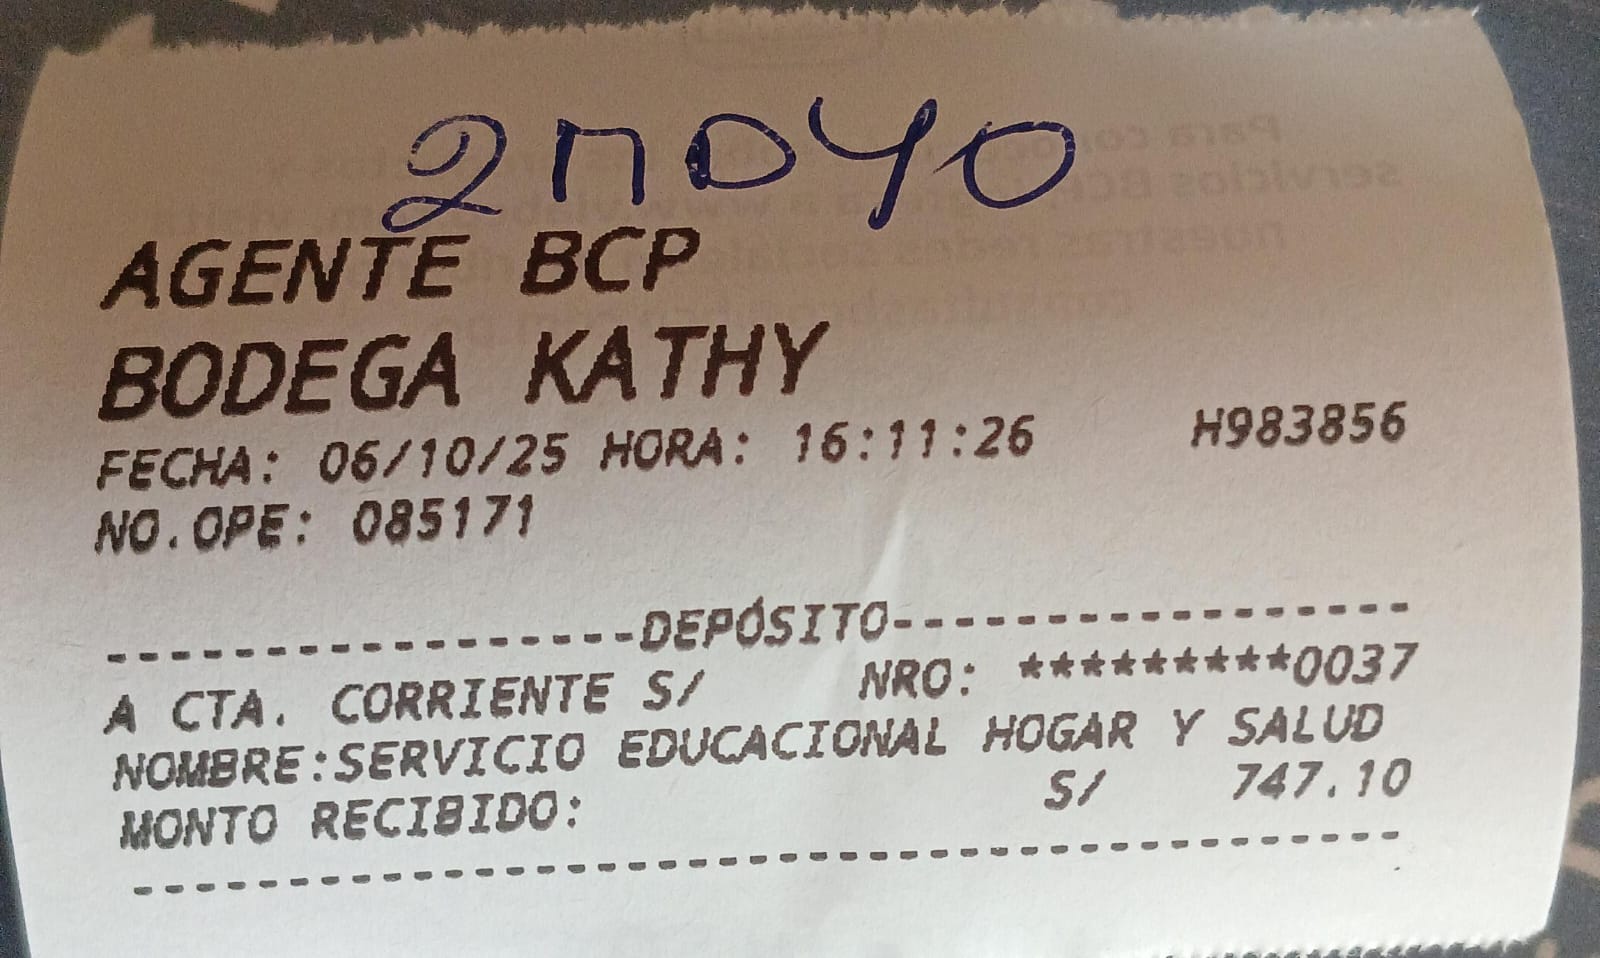 2MDYO
AGENTE BCP
BODEGA KATHY
FECHA: 06/10/25 HORA: 16:11:26 H983856
NO.OPE: 085171
-----------------DEPÓSITO-----------------
A CTA. CORRIENTE S/ NRO: *********0037
NOMBRE:SERVICIO EDUCACIONAL HOGAR Y SALUD
MONTO RECIBIDO: S/ 747.10